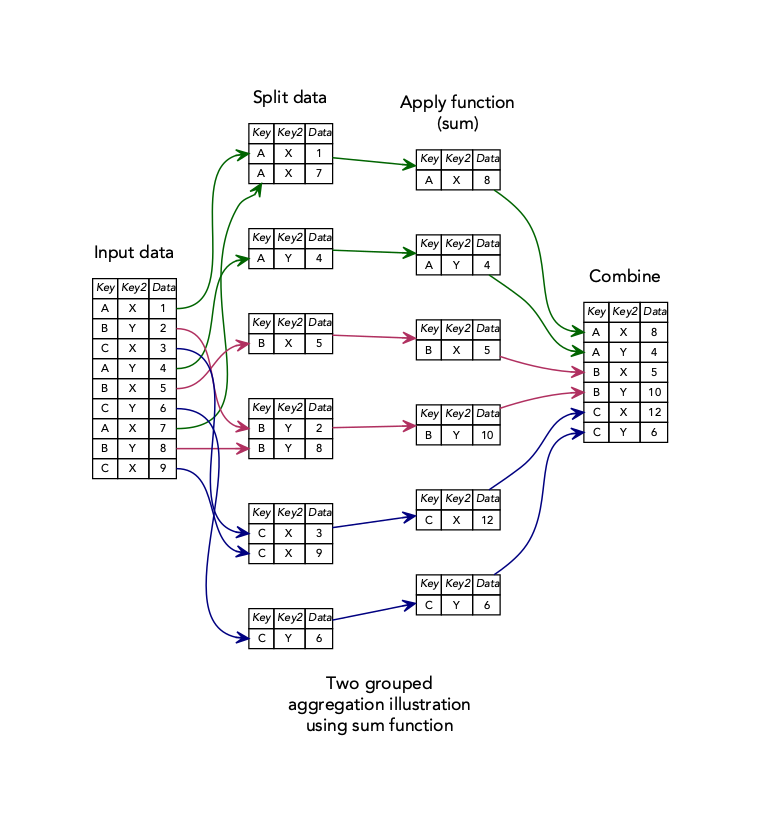 Input data
Key Key2 Data
A X 1
B Y 2
C X 3
A Y 4
B X 5
C Y 6
A X 7
B Y 8
C X 9
Split data
Key Key2 Data
A X 1
A X 7
Key Key2 Data
A Y 4
Key Key2 Data
B X 5
Key Key2 Data
B Y 2
B Y 8
Key Key2 Data
C X 3
C X 9
Key Key2 Data
C Y 6
Apply function
(sum)
Key Key2 Data
A X 8
Key Key2 Data
A Y 4
Key Key2 Data
B X 5
Key Key2 Data
B Y 10
Key Key2 Data
C X 12
Key Key2 Data
C Y 6
Combine
Key Key2 Data
A X 8
A Y 4
B X 5
B Y 10
C X 12
C Y 6
Two grouped
aggregation illustration
using sum function